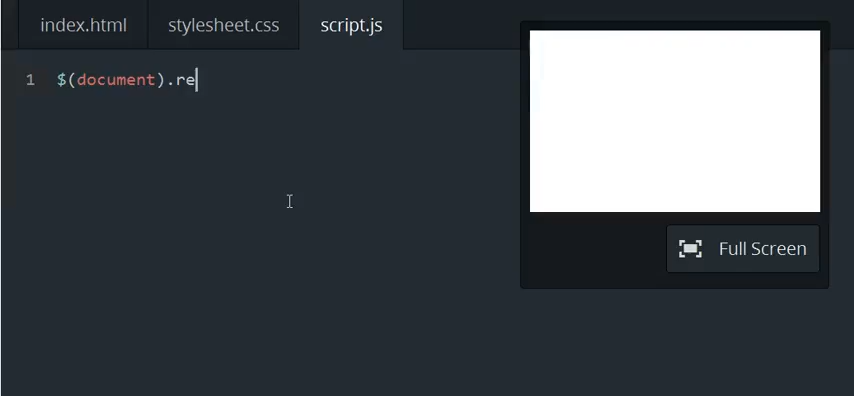 index.html
stylesheet.css
script.js
1 $(document).re
Full Screen